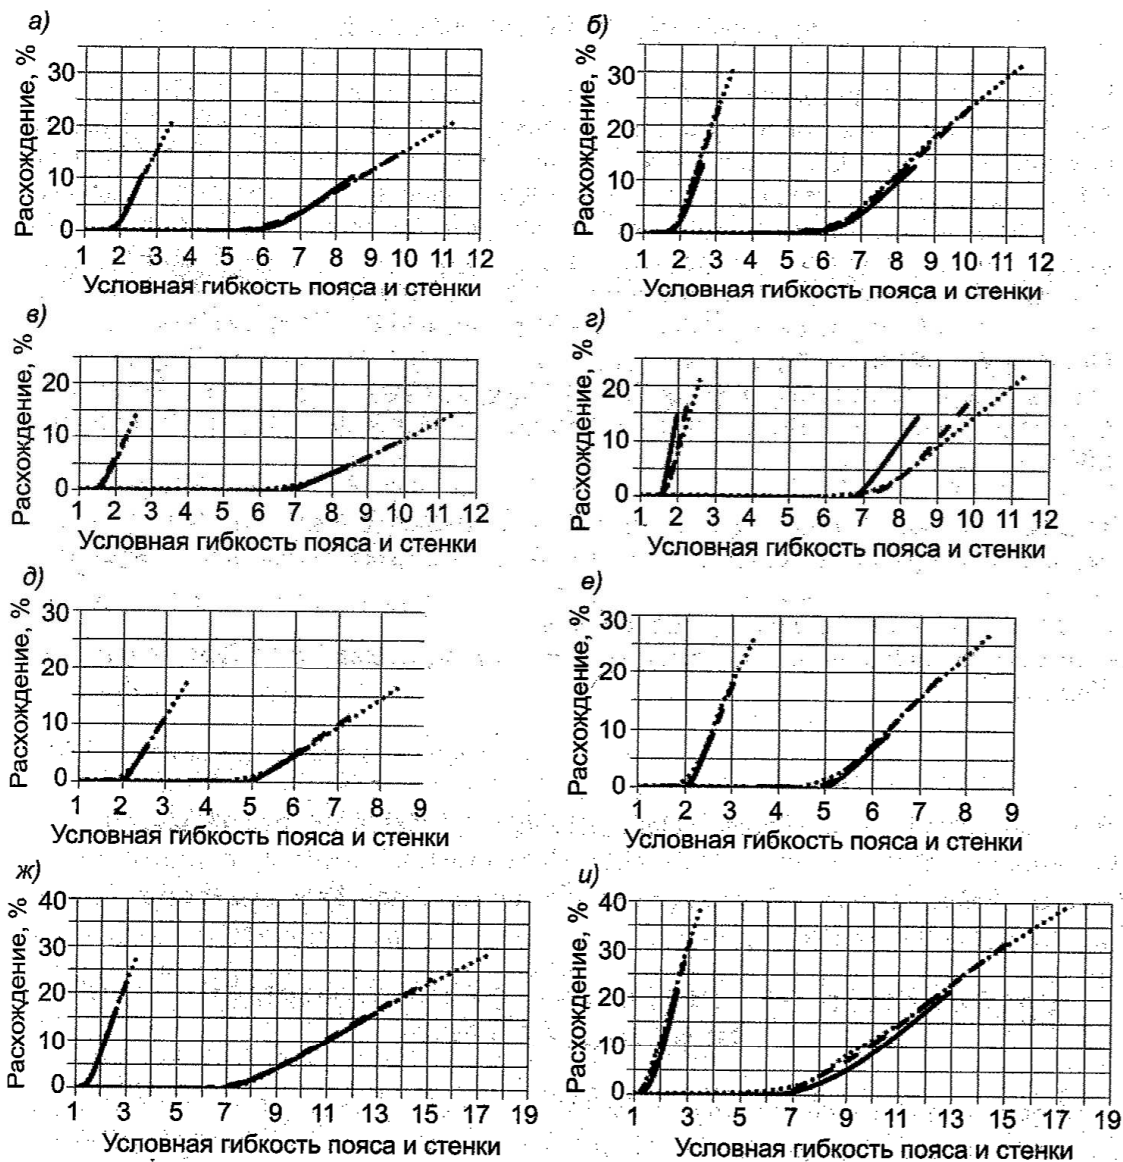 а)
Расхождение, %
30
20
10
0
1 2 3 4 5 6 7 8 9 10 11 12
Условная гибкость пояса и стенки
б)
Расхождение, %
30
20
10
0
1 2 3 4 5 6 7 8 9 10 11 12
Условная гибкость пояса и стенки
в)
Расхождение, %
20
10
0
1 2 3 4 5 6 7 8 9 10 11 12
Условная гибкость пояса и стенки
г)
Расхождение, %
20
10
0
1 2 3 4 5 6 7 8 9 10 11 12
Условная гибкость пояса и стенки
д)
Расхождение, %
30
20
10
0
1 2 3 4 5 6 7 8 9
Условная гибкость пояса и стенки
е)
Расхождение, %
30
20
10
0
1 2 3 4 5 6 7 8 9
Условная гибкость пояса и стенки
ж)
Расхождение, %
40
30
20
10
0
1 3 5 7 9 11 13 15 17 19
Условная гибкость пояса и стенки
и)
Расхождение, %
40
30
20
10
0
1 3 5 7 9 11 13 15 17 19
Условная гибкость пояса и стенки